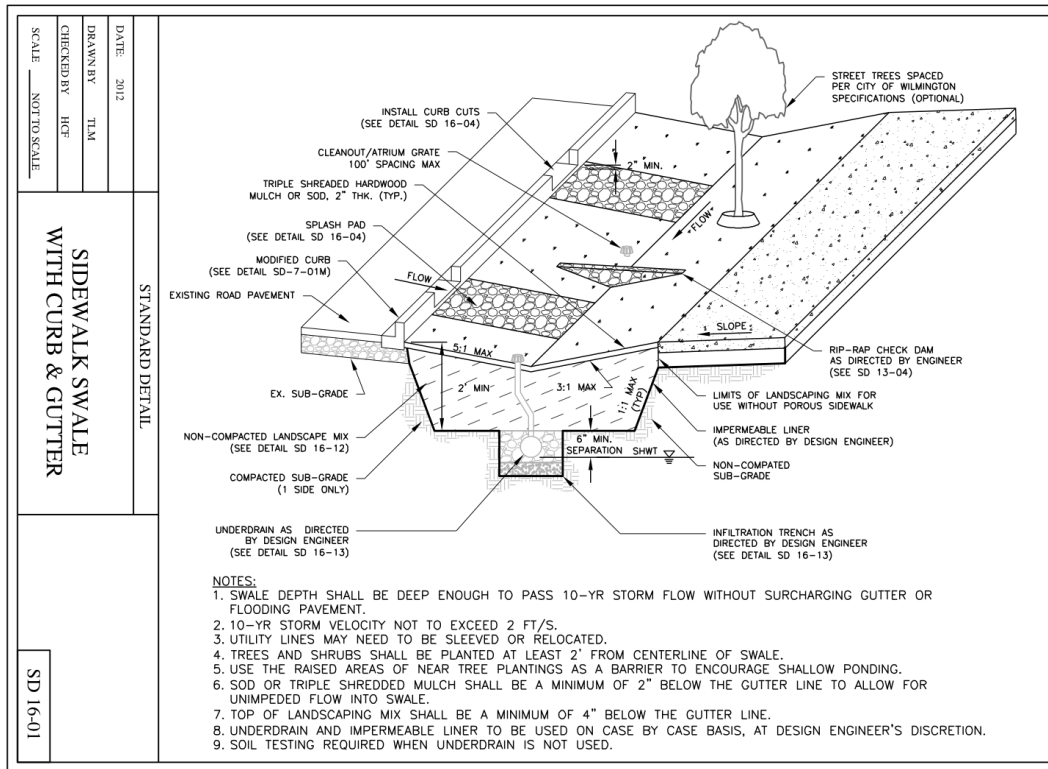 DATE: 2012
DRAWN BY TLM
CHECKED BY HCF
SCALE NOT TO SCALE
STANDARD DETAIL
SIDEWALK SWALE
WITH CURB & GUTTER
SD 16-01
STREET TREES SPACED
PER CITY OF WILMINGTON
SPECIFICATIONS (OPTIONAL)
INSTALL CURB CUTS
(SEE DETAIL SD 16-04)
CLEANOUT/ATRIUM GRATE
100' SPACING MAX
TRIPLE SHREADED HARDWOOD
MULCH OR SOD, 2" THK. (TYP.)
SPLASH PAD
(SEE DETAIL SD 16-04)
MODIFIED CURB
(SEE DETAIL SD-7-01M)
EXISTING ROAD PAVEMENT
2" MIN.
FLOW
FLOW
SLOPE
5:1 MAX
2' MIN
3:1 MAX
1:1 MAX
(TYP)
RIP-RAP CHECK DAM
AS DIRECTED BY ENGINEER
(SEE SD 13-04)
EX. SUB-GRADE
LIMITS OF LANDSCAPING MIX FOR
USE WITHOUT POROUS SIDEWALK
NON-COMPACTED LANDSCAPE MIX
(SEE DETAIL SD 16-12)
6" MIN.
SEPARATION SHWT
IMPERMEABLE LINER
(AS DIRECTED BY DESIGN ENGINEER)
COMPACTED SUB-GRADE
(1 SIDE ONLY)
NON-COMPATED
SUB-GRADE
UNDERDRAIN AS DIRECTED
BY DESIGN ENGINEER
(SEE DETAIL SD 16-13)
INFILTRATION TRENCH AS
DIRECTED BY DESIGN ENGINEER
(SEE DETAIL SD 16-13)
NOTES:
1. SWALE DEPTH SHALL BE DEEP ENOUGH TO PASS 10-YR STORM FLOW WITHOUT SURCHARGING GUTTER OR
FLOODING PAVEMENT.
2. 10-YR STORM VELOCITY NOT TO EXCEED 2 FT/S.
3. UTILITY LINES MAY NEED TO BE SLEEVED OR RELOCATED.
4. TREES AND SHRUBS SHALL BE PLANTED AT LEAST 2' FROM CENTERLINE OF SWALE.
5. USE THE RAISED AREAS OF NEAR TREE PLANTINGS AS A BARRIER TO ENCOURAGE SHALLOW PONDING.
6. SOD OR TRIPLE SHREDDED MULCH SHALL BE A MINIMUM OF 2" BELOW THE GUTTER LINE TO ALLOW FOR
UNIMPEDED FLOW INTO SWALE.
7. TOP OF LANDSCAPING MIX SHALL BE A MINIMUM OF 4" BELOW THE GUTTER LINE.
8. UNDERDRAIN AND IMPERMEABLE LINER TO BE USED ON CASE BY CASE BASIS, AT DESIGN ENGINEER'S DISCRETION.
9. SOIL TESTING REQUIRED WHEN UNDERDRAIN IS NOT USED.